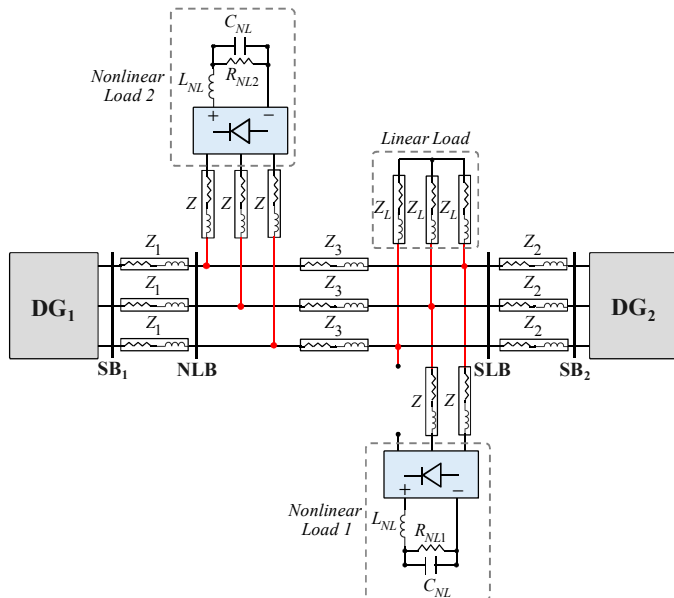 C_NL
R_NL2
L_NL
Nonlinear
Load 2
+ −
Linear Load
Z Z Z
Z_L Z_L Z_L
Z_1 Z_3 Z_2
DG_1 DG_2
Z_1 Z_3 Z_2
Z_1 Z_3 Z_2
SB_1 NLB SLB SB_2
Z Z
+ −
Nonlinear
Load 1
L_NL
R_NL1
C_NL